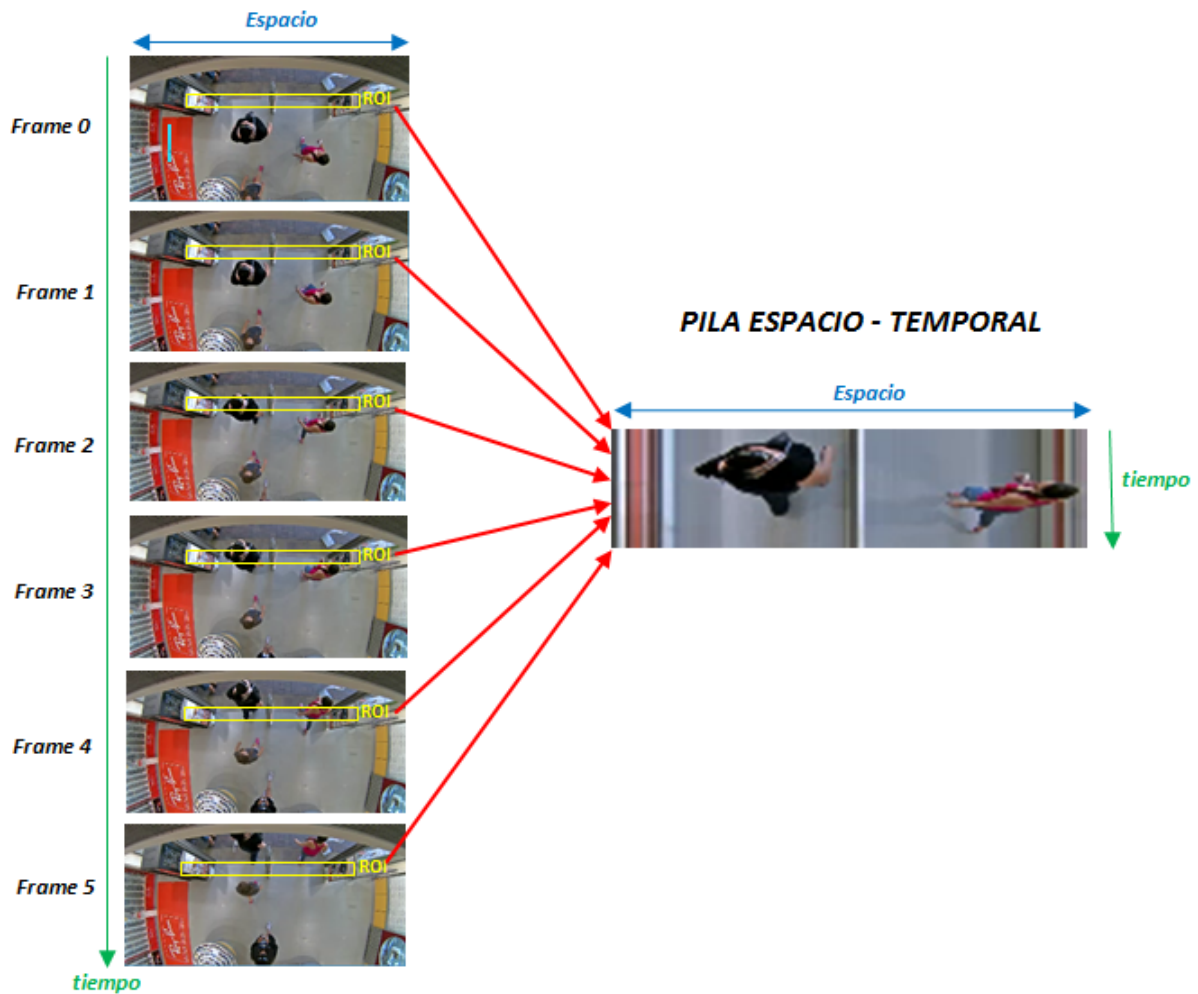 Espacio
Frame 0
ROI
Frame 1
ROI
Frame 2
ROI
Frame 3
ROI
Frame 4
ROI
Frame 5
ROI
tiempo
PILA ESPACIO - TEMPORAL
Espacio
tiempo